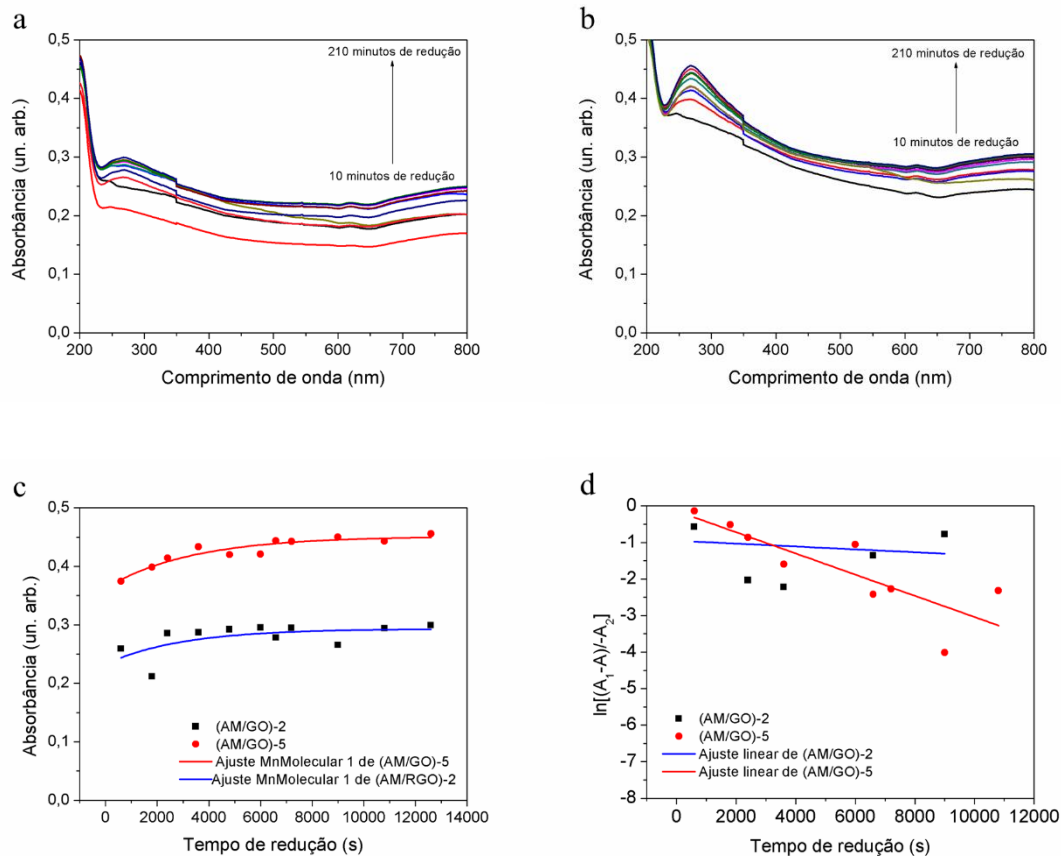 a
0,5
0,4
0,3
0,2
0,1
0,0
Absorbância (un. arb.)
210 minutos de redução
10 minutos de redução
200 300 400 500 600 700 800
Comprimento de onda (nm)
b
0,5
0,4
0,3
0,2
0,1
0,0
Absorbância (un. arb.)
210 minutos de redução
10 minutos de redução
200 300 400 500 600 700 800
Comprimento de onda (nm)
c
0,5
0,4
0,3
0,2
0,1
0,0
Absorbância (un. arb.)
(AM/GO)-2
(AM/GO)-5
Ajuste MnMolecular 1 de (AM/GO)-5
Ajuste MnMolecular 1 de (AM/RGO)-2
0 2000 4000 6000 8000 10000 12000 14000
Tempo de redução (s)
d
0
-1
-2
-3
-4
-5
-6
-7
-8
ln[(A1-A)/-A2]
(AM/GO)-2
(AM/GO)-5
Ajuste linear de (AM/GO)-2
Ajuste linear de (AM/GO)-5
0 2000 4000 6000 8000 10000 12000
Tempo de redução (s)